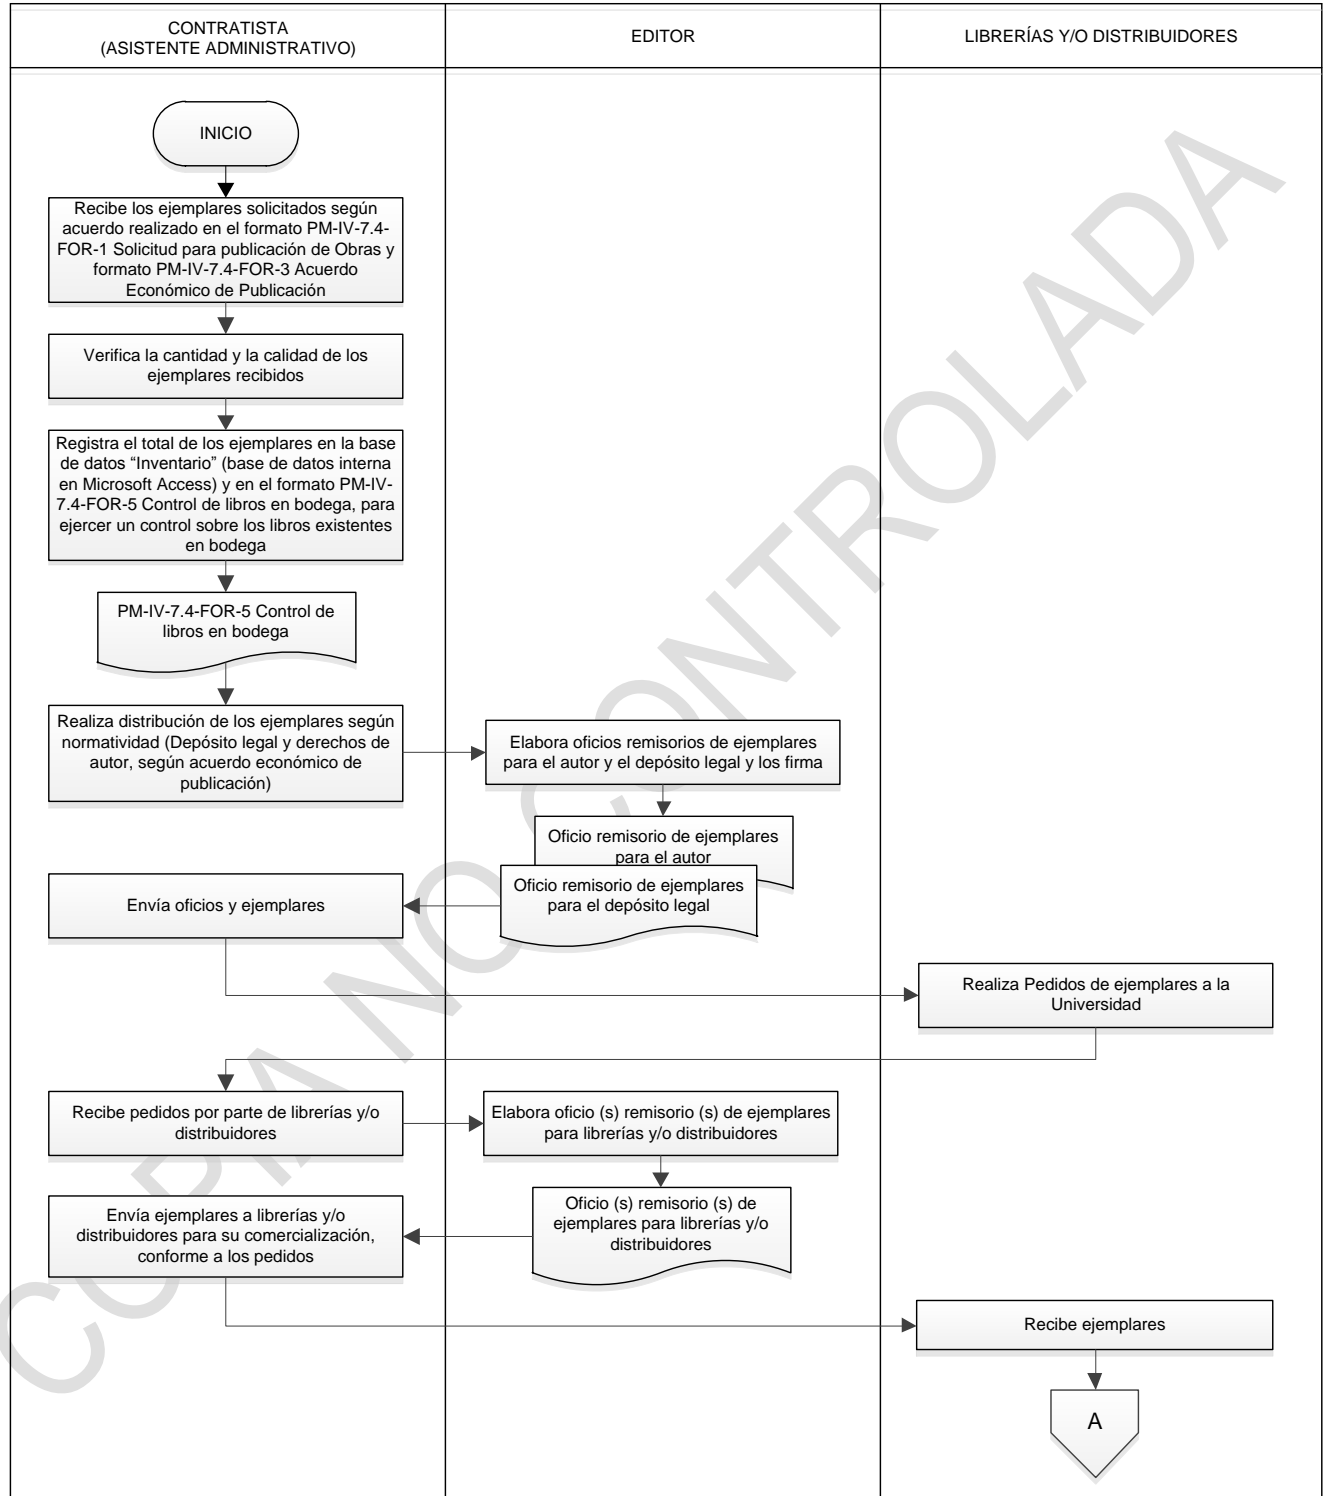 CONTRATISTA
(ASISTENTE ADMINISTRATIVO)
EDITOR
LIBRERÍAS Y/O DISTRIBUIDORES
INICIO
Recibe los ejemplares solicitados según
acuerdo realizado en el formato PM-IV-7.4-
FOR-1 Solicitud para publicación de Obras y
formato PM-IV-7.4-FOR-3 Acuerdo
Económico de Publicación
Verifica la cantidad y la calidad de los
ejemplares recibidos
Registra el total de los ejemplares en la base
de datos “Inventario” (base de datos interna
en Microsoft Access) y en el formato PM-IV-
7.4-FOR-5 Control de libros en bodega, para
ejercer un control sobre los libros existentes
en bodega
PM-IV-7.4-FOR-5 Control de
libros en bodega
Realiza distribución de los ejemplares según
normatividad (Depósito legal y derechos de
autor, según acuerdo económico de
publicación)
Elabora oficios remisorios de ejemplares
para el autor y el depósito legal y los firma
Oficio remisorio de ejemplares
para el autor
Oficio remisorio de ejemplares
para el depósito legal
Envía oficios y ejemplares
Realiza Pedidos de ejemplares a la
Universidad
Recibe pedidos por parte de librerías y/o
distribuidores
Elabora oficio (s) remisorio (s) de ejemplares
para librerías y/o distribuidores
Oficio (s) remisorio (s) de
ejemplares para librerías y/o
distribuidores
Envía ejemplares a librerías y/o
distribuidores para su comercialización,
conforme a los pedidos
Recibe ejemplares
A
COPIA NO CONTROLADA